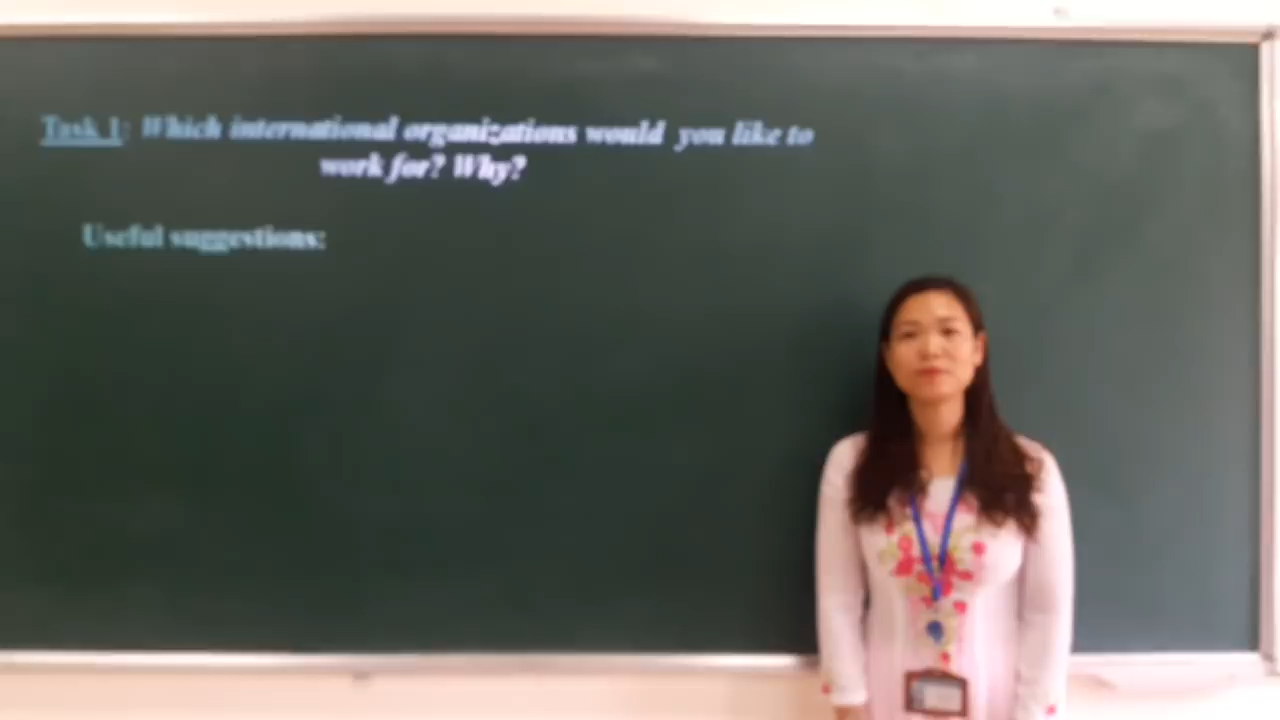 Task 1: Which international organizations would you like to
work for? Why?
Useful suggestions: